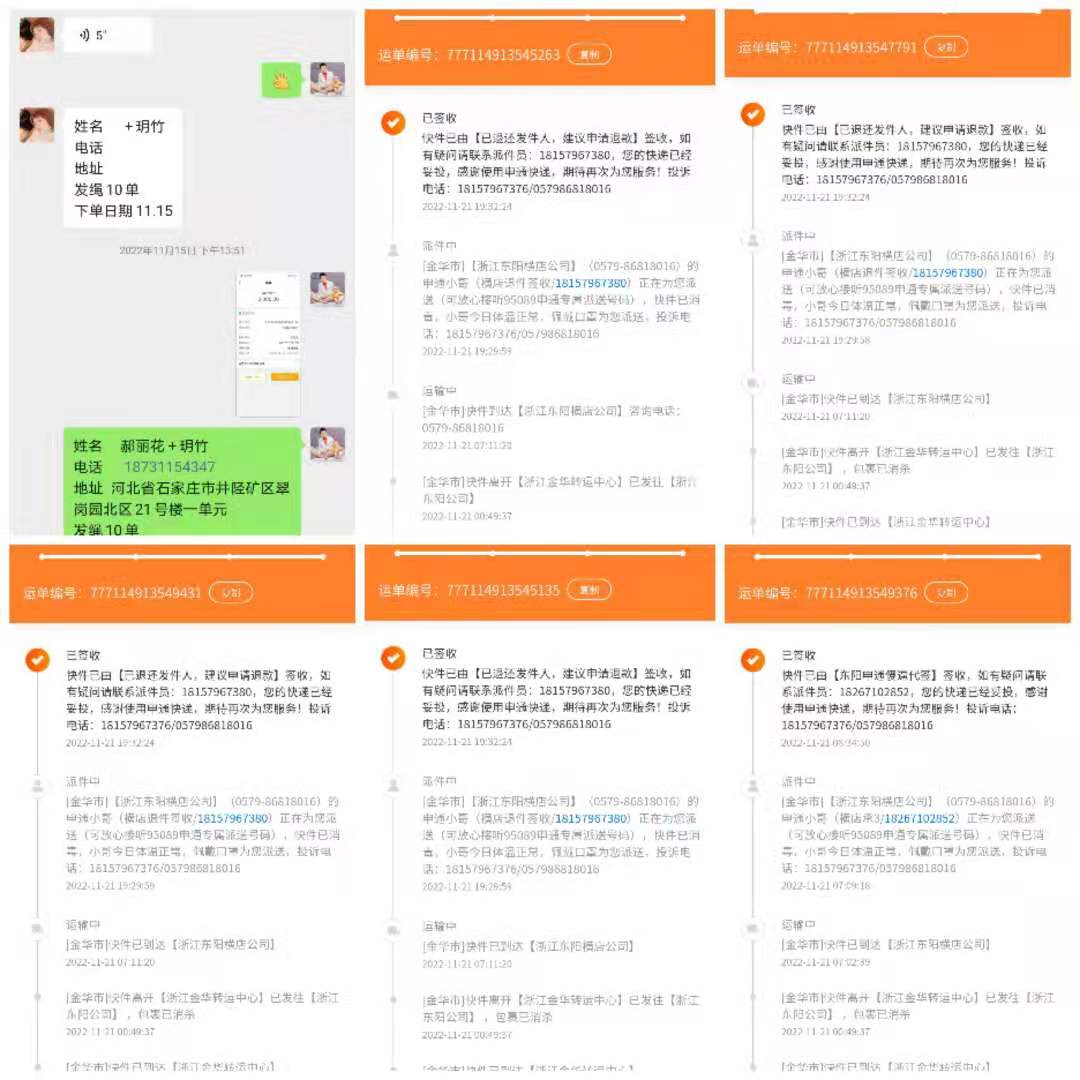 5"
姓名 +玥竹
电话
地址
发绳10单
下单日期 11.15
2022年11月15日 下午13:51
姓名 郝丽花+玥竹
电话 18731154347
地址 河北省石家庄市井陉矿区翠
岗园北区21号楼一单元
发绳10单
运单编号：777114913545263 复制
已签收
快件已由【已退还发件人，建议申请退款】签收，如
有疑问请联系派件员：18157967380，您的快递已经
妥投，感谢使用申通快递，期待再次为您服务！投诉
电话：18157967376/057986818016
2022-11-21 19:32:24
派件中
[金华市]【浙江东阳横店公司】（0579-86818016）的
申通小哥（横店退件签收/18157967380）正在为您派
送（可放心接听95089申通专属派送号码），快件已消
毒，小哥今日体温正常，佩戴口罩为您派送，投诉电
话：18157967376/057986818016
2022-11-21 19:29:59
运输中
[金华市]快件到达【浙江东阳横店公司】咨询电话：
0579-86818016
2022-11-21 07:11:20
[金华市]快件离开【浙江金华转运中心】已发往【浙江
东阳公司】
2022-11-21 00:49:37
运单编号：777114913547791 复制
已签收
快件已由【已退还发件人，建议申请退款】签收，如
有疑问请联系派件员：18157967380，您的快递已经
妥投，感谢使用申通快递，期待再次为您服务！投诉
电话：18157967376/057986818016
2022-11-21 19:32:24
派件中
[金华市]【浙江东阳横店公司】（0579-86818016）的
申通小哥（横店退件签收/18157967380）正在为您派
送（可放心接听95089申通专属派送号码），快件已消
毒，小哥今日体温正常，佩戴口罩为您派送，投诉电
话：18157967376/057986818016
2022-11-21 19:29:58
运输中
[金华市]快件已到达【浙江东阳横店公司】
2022-11-21 07:11:20
[金华市]快件离开【浙江金华转运中心】已发往【浙江
东阳公司】，包裹已消杀
2022-11-21 00:49:37
[金华市]快件已到达【浙江金华转运中心】
运单编号：777114913549431 复制
已签收
快件已由【已退还发件人，建议申请退款】签收，如
有疑问请联系派件员：18157967380，您的快递已经
妥投，感谢使用申通快递，期待再次为您服务！投诉
电话：18157967376/057986818016
2022-11-21 19:32:24
派件中
[金华市]【浙江东阳横店公司】（0579-86818016）的
申通小哥（横店退件签收/18157967380）正在为您派
送（可放心接听95089申通专属派送号码），快件已消
毒，小哥今日体温正常，佩戴口罩为您派送，投诉电
话：18157967376/057986818016
2022-11-21 19:29:59
运输中
[金华市]快件已到达【浙江东阳横店公司】
2022-11-21 07:11:20
[金华市]快件离开【浙江金华转运中心】已发往【浙江
东阳公司】，包裹已消杀
2022-11-21 00:49:37
[金华市]快件已到达【浙江金华转运中心】
运单编号：777114913545135 复制
已签收
快件已由【已退还发件人，建议申请退款】签收，如
有疑问请联系派件员：18157967380，您的快递已经
妥投，感谢使用申通快递，期待再次为您服务！投诉
电话：18157967376/057986818016
2022-11-21 19:32:24
派件中
[金华市]【浙江东阳横店公司】（0579-86818016）的
申通小哥（横店退件签收/18157967380）正在为您派
送（可放心接听95089申通专属派送号码），快件已消
毒，小哥今日体温正常，佩戴口罩为您派送，投诉电
话：18157967376/057986818016
2022-11-21 19:29:59
运输中
[金华市]快件已到达【浙江东阳横店公司】
2022-11-21 07:11:20
[金华市]快件离开【浙江金华转运中心】已发往【浙江
东阳公司】，包裹已消杀
2022-11-21 00:49:37
[金华市]快件已到达【浙江金华转运中心】
运单编号：777114913549376 复制
已签收
快件已由【东阳申通慢递代签】签收，如有疑问请联
系派件员：18267102852，您的快递已经妥投，感谢
使用申通快递，期待再次为您服务！投诉电话：
18157967376/057986818016
2022-11-21 08:34:50
派件中
[金华市]【浙江东阳横店公司】（0579-86818016）的
申通小哥（横店承3/18267102852）正在为您派送
（可放心接听95089申通专属派送号码），快件已消
毒，小哥今日体温正常，佩戴口罩为您派送，投诉电
话：18157967376/057986818016
2022-11-21 07:09:18
运输中
[金华市]快件已到达【浙江东阳横店公司】
2022-11-21 07:02:39
[金华市]快件离开【浙江金华转运中心】已发往【浙江
东阳公司】，包裹已消杀
2022-11-21 00:49:37
[金华市]快件已到达【浙江金华转运中心】